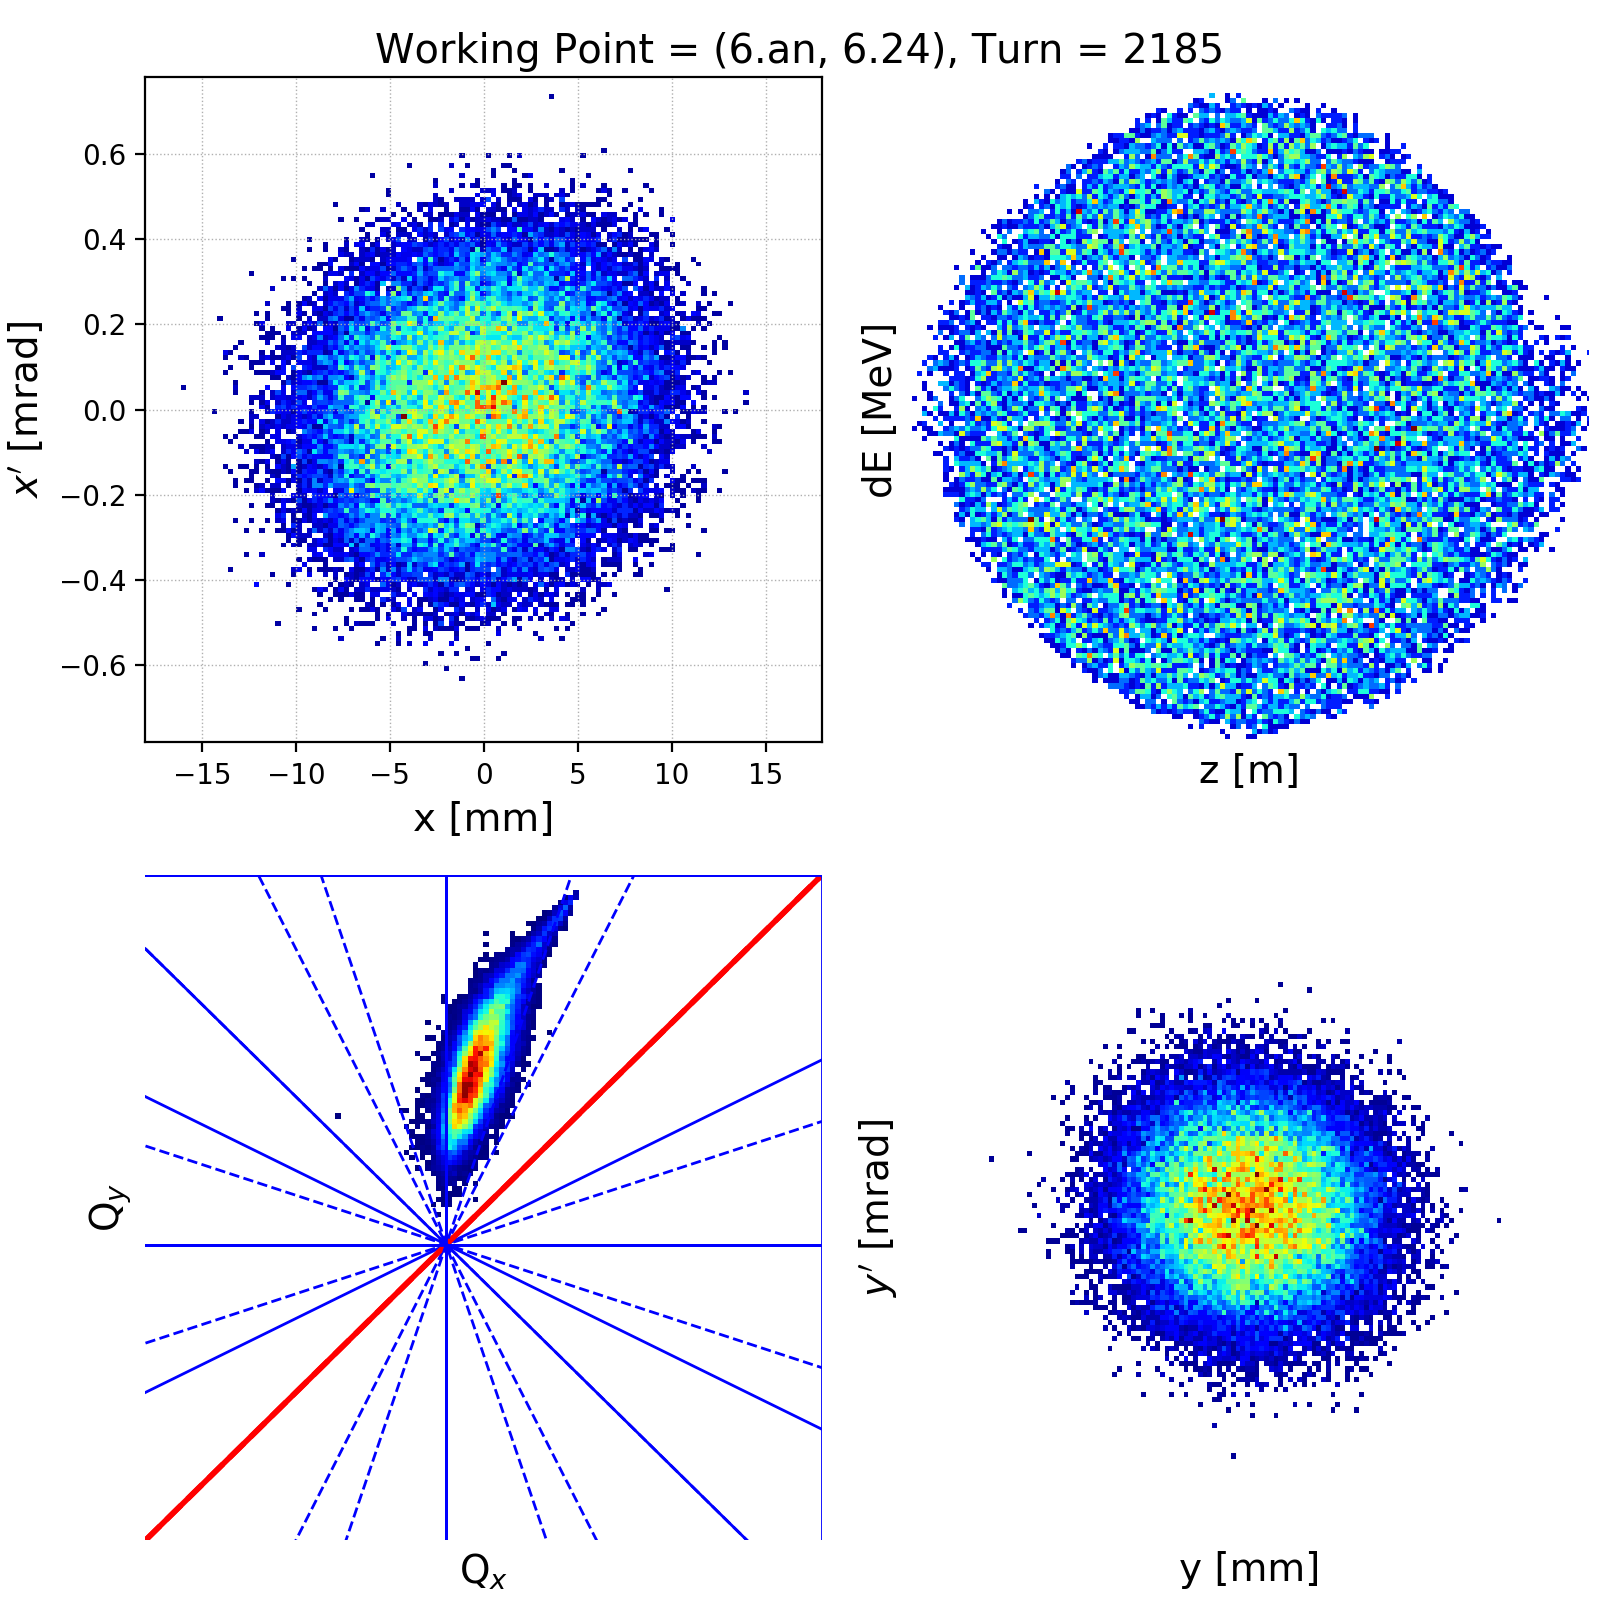 Working Point = (6.an, 6.24), Turn = 2185
x′ [mrad]
0.6
0.4
0.2
0.0
−0.2
−0.4
−0.6
−15 −10 −5 0 5 10 15
x [mm]
dE [MeV]
z [m]
Qy
Qx
y′ [mrad]
y [mm]